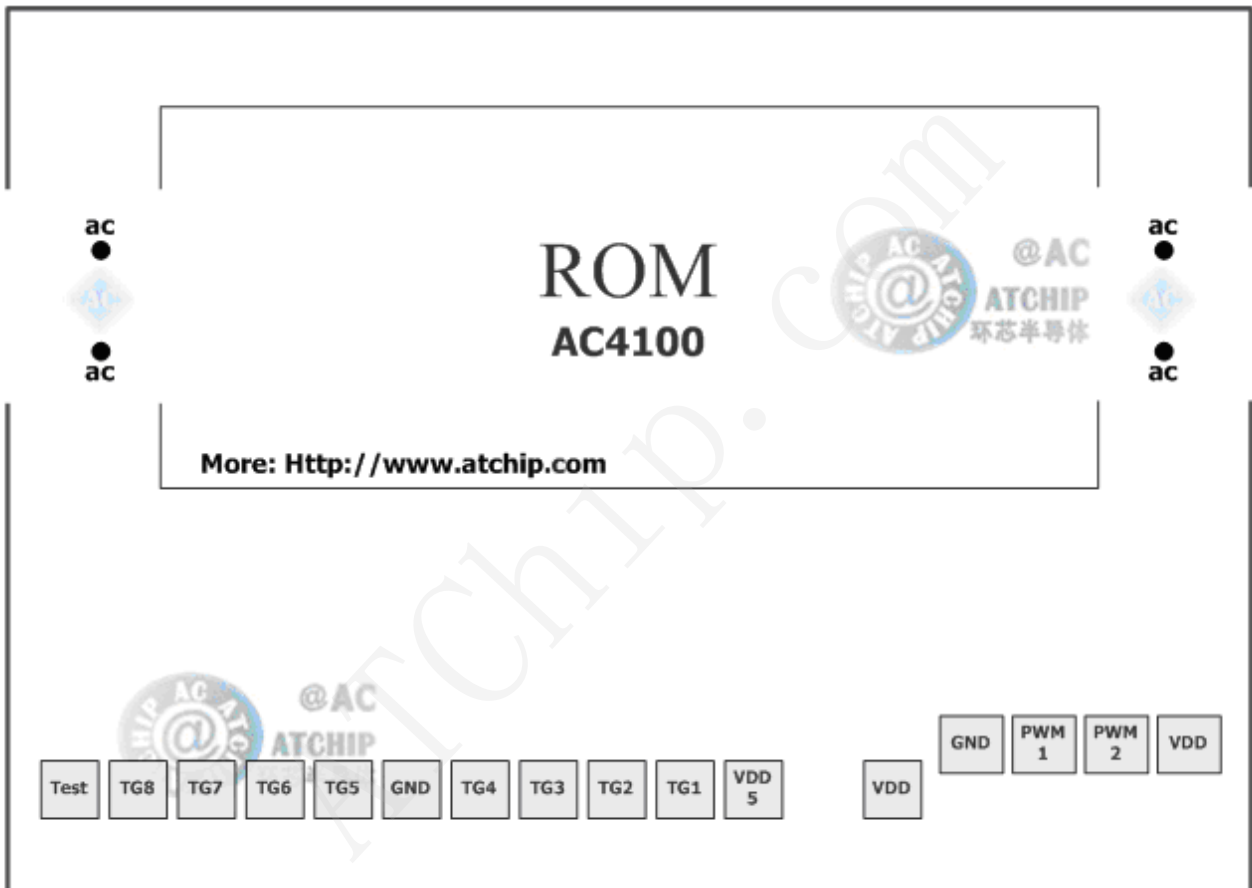 ac
ac
ROM
AC4100
@AC
ATCHIP
环芯半导体
ac
ac
More: Http://www.atchip.com
ATChip.com
@AC
ATCHIP
GND
PWM 1
PWM 2
VDD
Test
TG8
TG7
TG6
TG5
GND
TG4
TG3
TG2
TG1
VDD 5
VDD